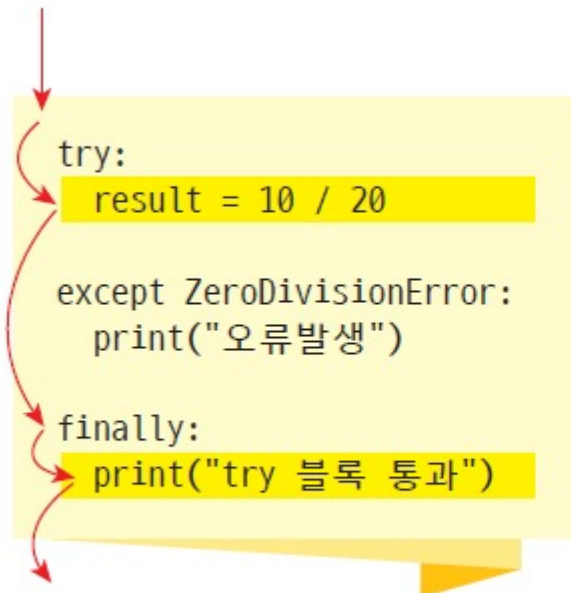 try:
result = 10 / 20
except ZeroDivisionError:
print("오류발생")
finally:
print("try 블록 통과")